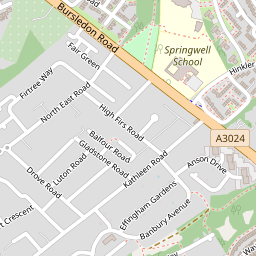 Bursledon Road
Fair Green
Springwell
School
Hinkler
Firtree Way
North East Road
High Firs Road
A3024
Balfour Road
Gladstone Road
Kathleen Road
Anson Drive
Luton Road
Drove Road
Effingham Gardens
Crescent
Banbury Avenue